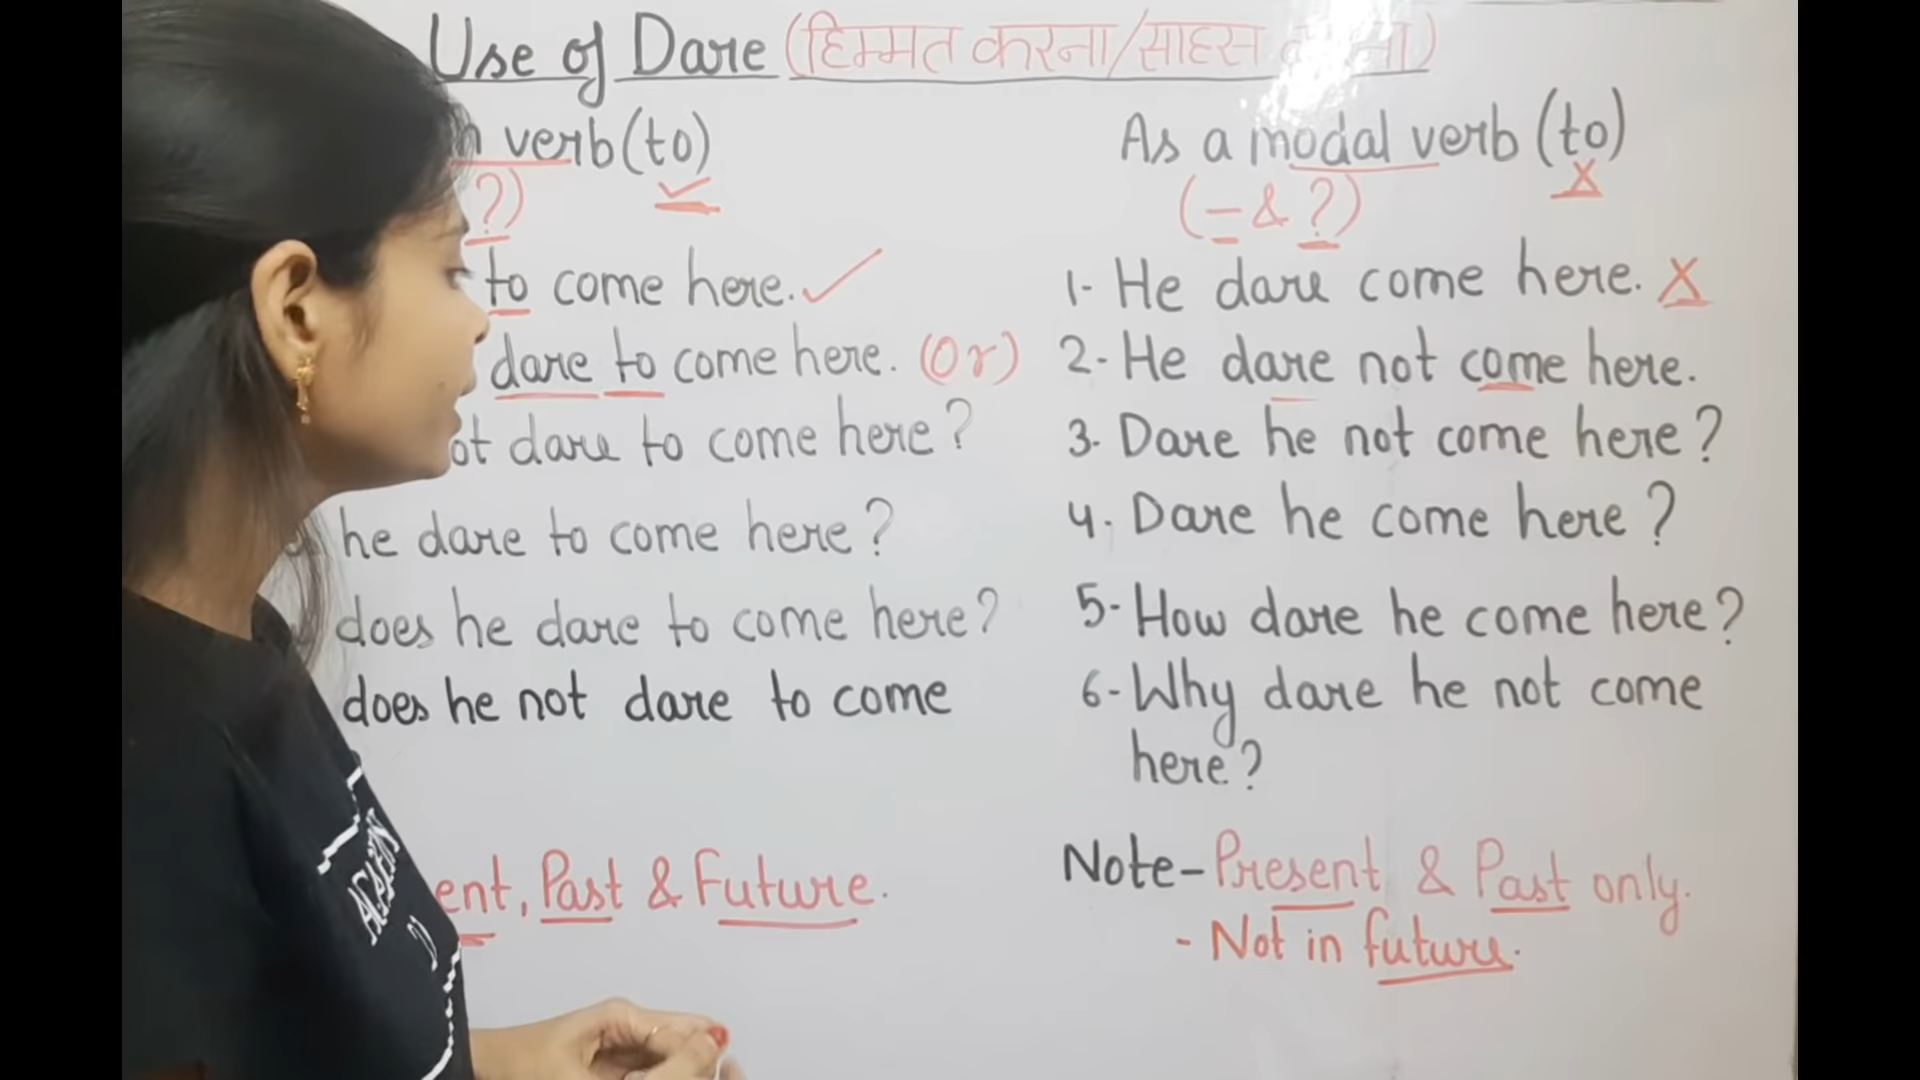 Use of Dare (हिम्मत करना/साहस
verb (to)
As a modal verb (to)
?)
(- & ?)
to come here.
1- He dare come here. X
dare to come here. (Or)
2- He dare not come here.
dare to come here?
3- Dare he not come here?
he dare to come here?
4. Dare he come here?
does he dare to come here?
5- How dare he come here?
does he not dare to come
6- Why dare he not come
here?
Past & Future.
Note- Present & Past only.
- Not in future.